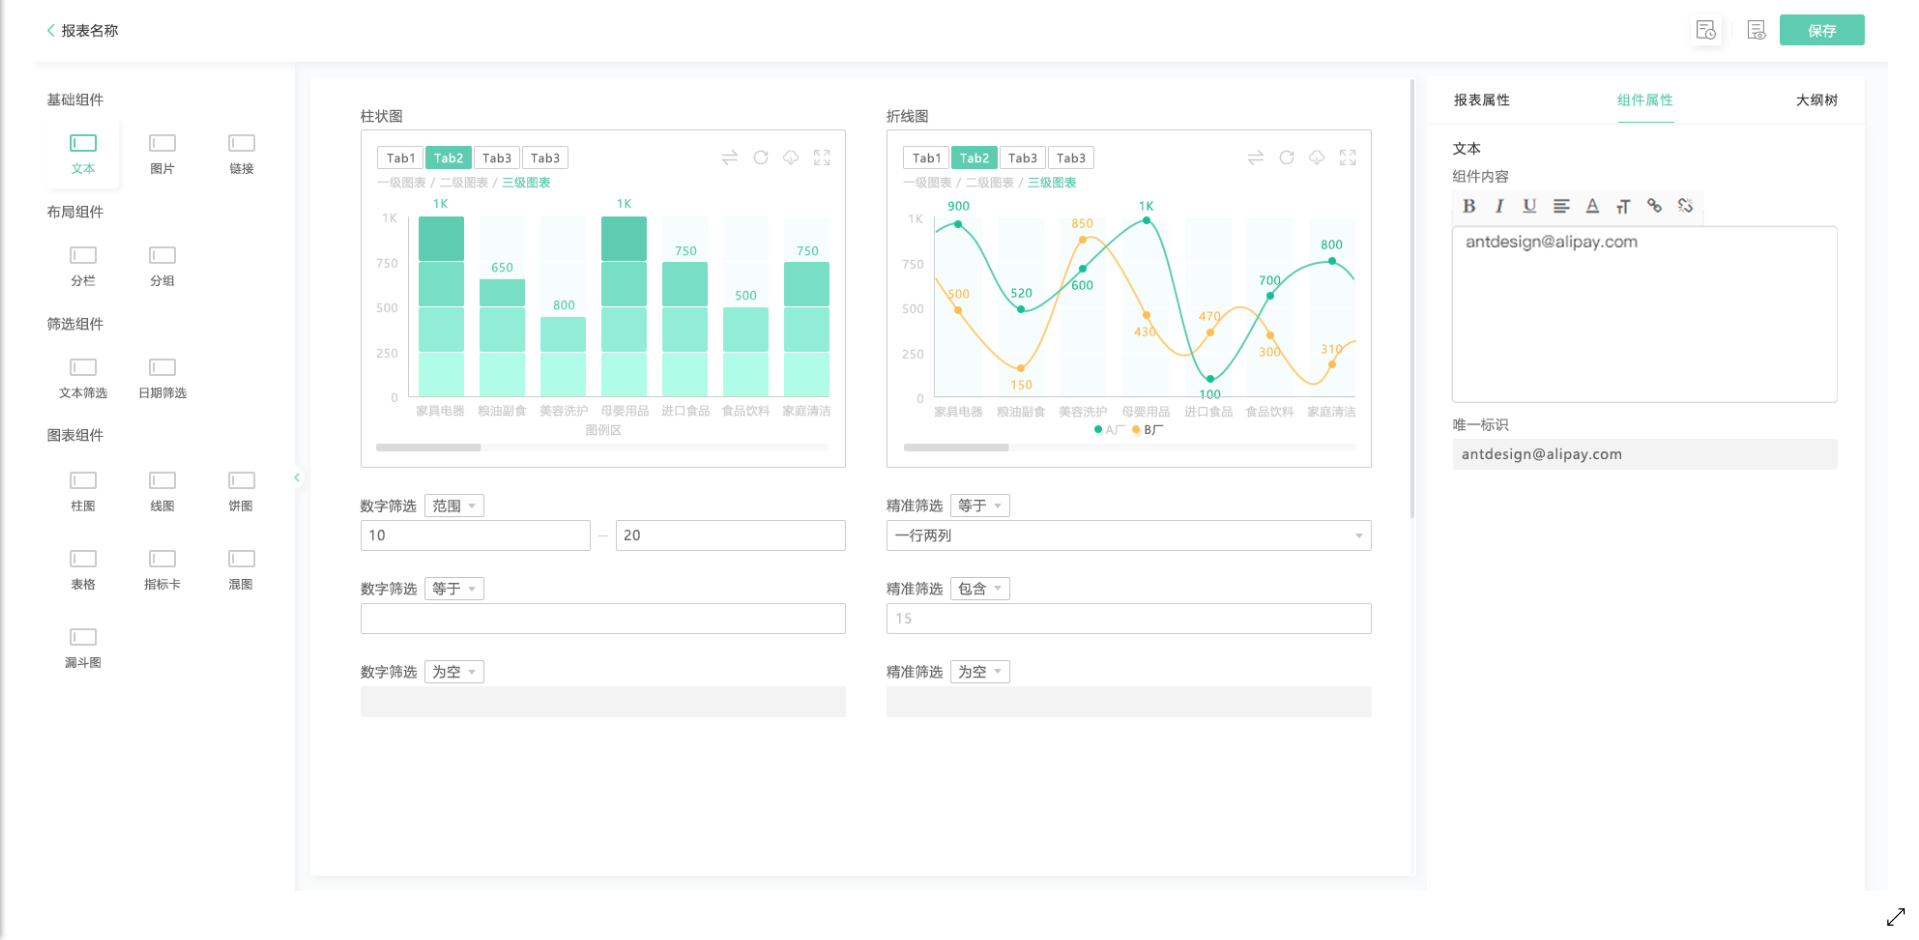 报表名称
保存
基础组件
文本
图片
链接
布局组件
分栏
分组
筛选组件
文本筛选
日期筛选
图表组件
柱图
线图
饼图
表格
指标卡
混图
漏斗图
柱状图
Tab1 Tab2 Tab3 Tab3
一级图表 / 二级图表 / 三级图表
1K
1K
1K
750
500
250
0
650
800
750
500
750
家具电器 粮油副食 美容洗护 母婴用品 进口食品 食品饮料 家庭清洁
图例区
折线图
Tab1 Tab2 Tab3 Tab3
一级图表 / 二级图表 / 三级图表
1K
750
500
250
0
900
520
600
1K
100
700
800
500
150
850
430
470
300
310
家具电器 粮油副食 美容洗护 母婴用品 进口食品 食品饮料 家庭清洁
A厂 B厂
数字筛选 范围
10 — 20
精准筛选 等于
一行两列
数字筛选 等于
精准筛选 包含
15
数字筛选 为空
精准筛选 为空
报表属性
组件属性
大纲树
文本
组件内容
B I U A TT
antdesign@alipay.com
唯一标识
antdesign@alipay.com